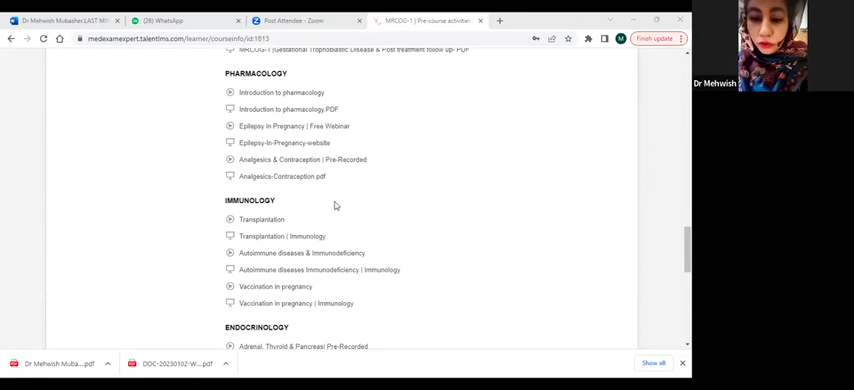 Dr Mehwish Mubasher.LAST MI
(26) WhatsApp
Post Attendee - Zoom
MRCOG-1 | Pre-course activities
medexamexpert.talentlms.com/learner/courseinfo/id:1813
M
Finish update
MRCOG-1 |Gestational Trophoblastic Disease & Post treatment follow up- PDF
PHARMACOLOGY
Introduction to pharmacology
Introduction to pharmacology PDF
Epilepsy in Pregnancy | Free Webinar
Epilepsy-In-Pregnancy-website
Analgesics & Contraception | Pre-Recorded
Analgesics-Contraception.pdf
IMMUNOLOGY
Transplantation
Transplantation | Immunology
Autoimmune diseases & Immunodeficiency
Autoimmune diseases Immunodeficiency | Immunology
Vaccination in pregnancy
Vaccination in pregnancy | Immunology
ENDOCRINOLOGY
Adrenal, Thyroid & Pancreas| Pre-Recorded
Dr Mehwish Muba....pdf
DOC-20230102-W....pdf
Show all
Dr Mehwish